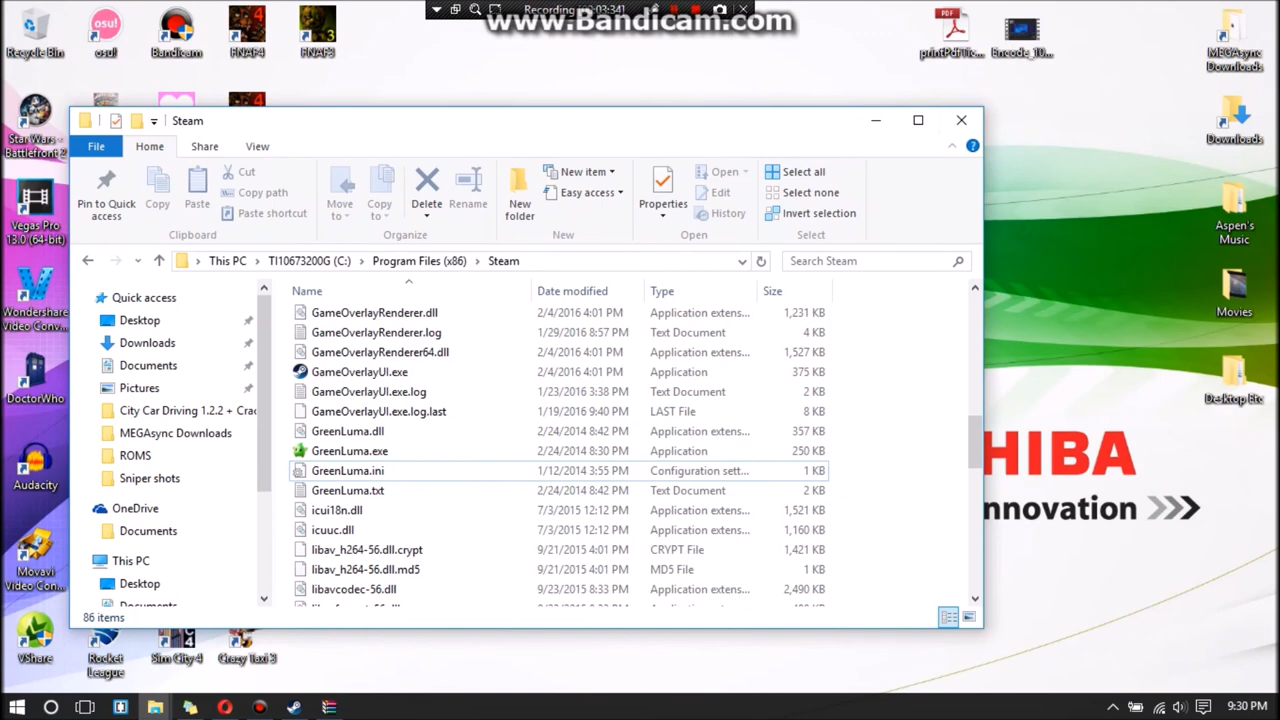 Recording [00:03:34]
www.Bandicam.com
Recycle Bin
osu!
Bandicam
FNAF4
FNAF3
printPdfTic...
Encode_10...
MEGAsync Downloads
Star Wars - Battlefront 2
Downloads
Vegas Pro 13.0 (64-bit)
Aspen's Music
Wondershare Video Conv...
Movies
DoctorWho
Desktop Etc
Audacity
Movavi Video Con...
VShare
Rocket League
Sim City 4
Crazy Taxi 3
Steam
File
Home
Share
View
Pin to Quick access
Copy
Paste
Cut
Copy path
Paste shortcut
Clipboard
Move to
Copy to
Delete
Rename
Organize
New folder
New item
Easy access
New
Properties
Open
Edit
History
Open
Select all
Select none
Invert selection
Select
This PC
TI10673200G (C:)
Program Files (x86)
Steam
Search Steam
Quick access
Desktop
Downloads
Documents
Pictures
City Car Driving 1.2.2 + Cra
MEGAsync Downloads
ROMS
Sniper shots
OneDrive
Documents
This PC
Desktop
Documents
Name Date modified Type Size
GameOverlayRenderer.dll 2/4/2016 4:01 PM Application extens... 1,231 KB
GameOverlayRenderer.log 1/29/2016 8:57 PM Text Document 4 KB
GameOverlayRenderer64.dll 2/4/2016 4:01 PM Application extens... 1,527 KB
GameOverlayUI.exe 2/4/2016 4:01 PM Application 375 KB
GameOverlayUI.exe.log 1/23/2016 3:38 PM Text Document 2 KB
GameOverlayUI.exe.log.last 1/19/2016 9:40 PM LAST File 8 KB
GreenLuma.dll 2/24/2014 8:42 PM Application extens... 357 KB
GreenLuma.exe 2/24/2014 8:39 PM Application 250 KB
GreenLuma.ini 1/12/2014 3:55 PM Configuration sett... 1 KB
GreenLuma.txt 2/24/2014 8:42 PM Text Document 2 KB
icui18n.dll 7/3/2015 12:12 PM Application extens... 1,521 KB
icuuc.dll 7/3/2015 12:12 PM Application extens... 1,160 KB
libav_h264-56.dll.crypt 9/21/2015 4:01 PM CRYPT File 1,421 KB
libav_h264-56.dll.md5 9/21/2015 4:01 PM MD5 File 1 KB
libavcodec-56.dll 9/23/2015 8:33 PM Application extens... 2,490 KB
86 items
HIBA
nnovation >>>
9:30 PM